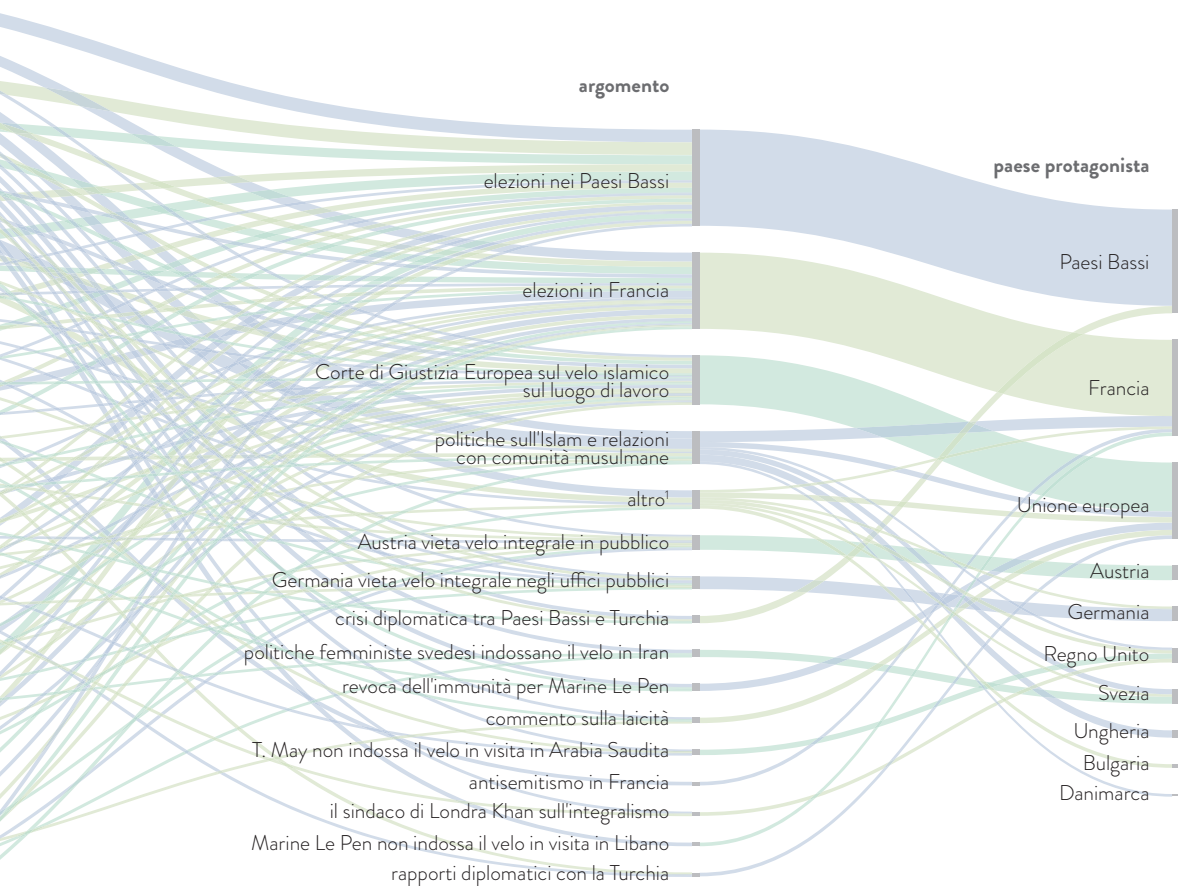 argomento
elezioni nei Paesi Bassi
elezioni in Francia
Corte di Giustizia Europea sul velo islamico
sul luogo di lavoro
politiche sull'Islam e relazioni
con comunità musulmane
altro¹
Austria vieta velo integrale in pubblico
Germania vieta velo integrale negli uffici pubblici
crisi diplomatica tra Paesi Bassi e Turchia
politiche femministe svedesi indossano il velo in Iran
revoca dell'immunità per Marine Le Pen
commento sulla laicità
T. May non indossa il velo in visita in Arabia Saudita
antisemitismo in Francia
il sindaco di Londra Khan sull'integralismo
Marine Le Pen non indossa il velo in visita in Libano
rapporti diplomatici con la Turchia
paese protagonista
Paesi Bassi
Francia
Unione europea
Austria
Germania
Regno Unito
Svezia
Ungheria
Bulgaria
Danimarca